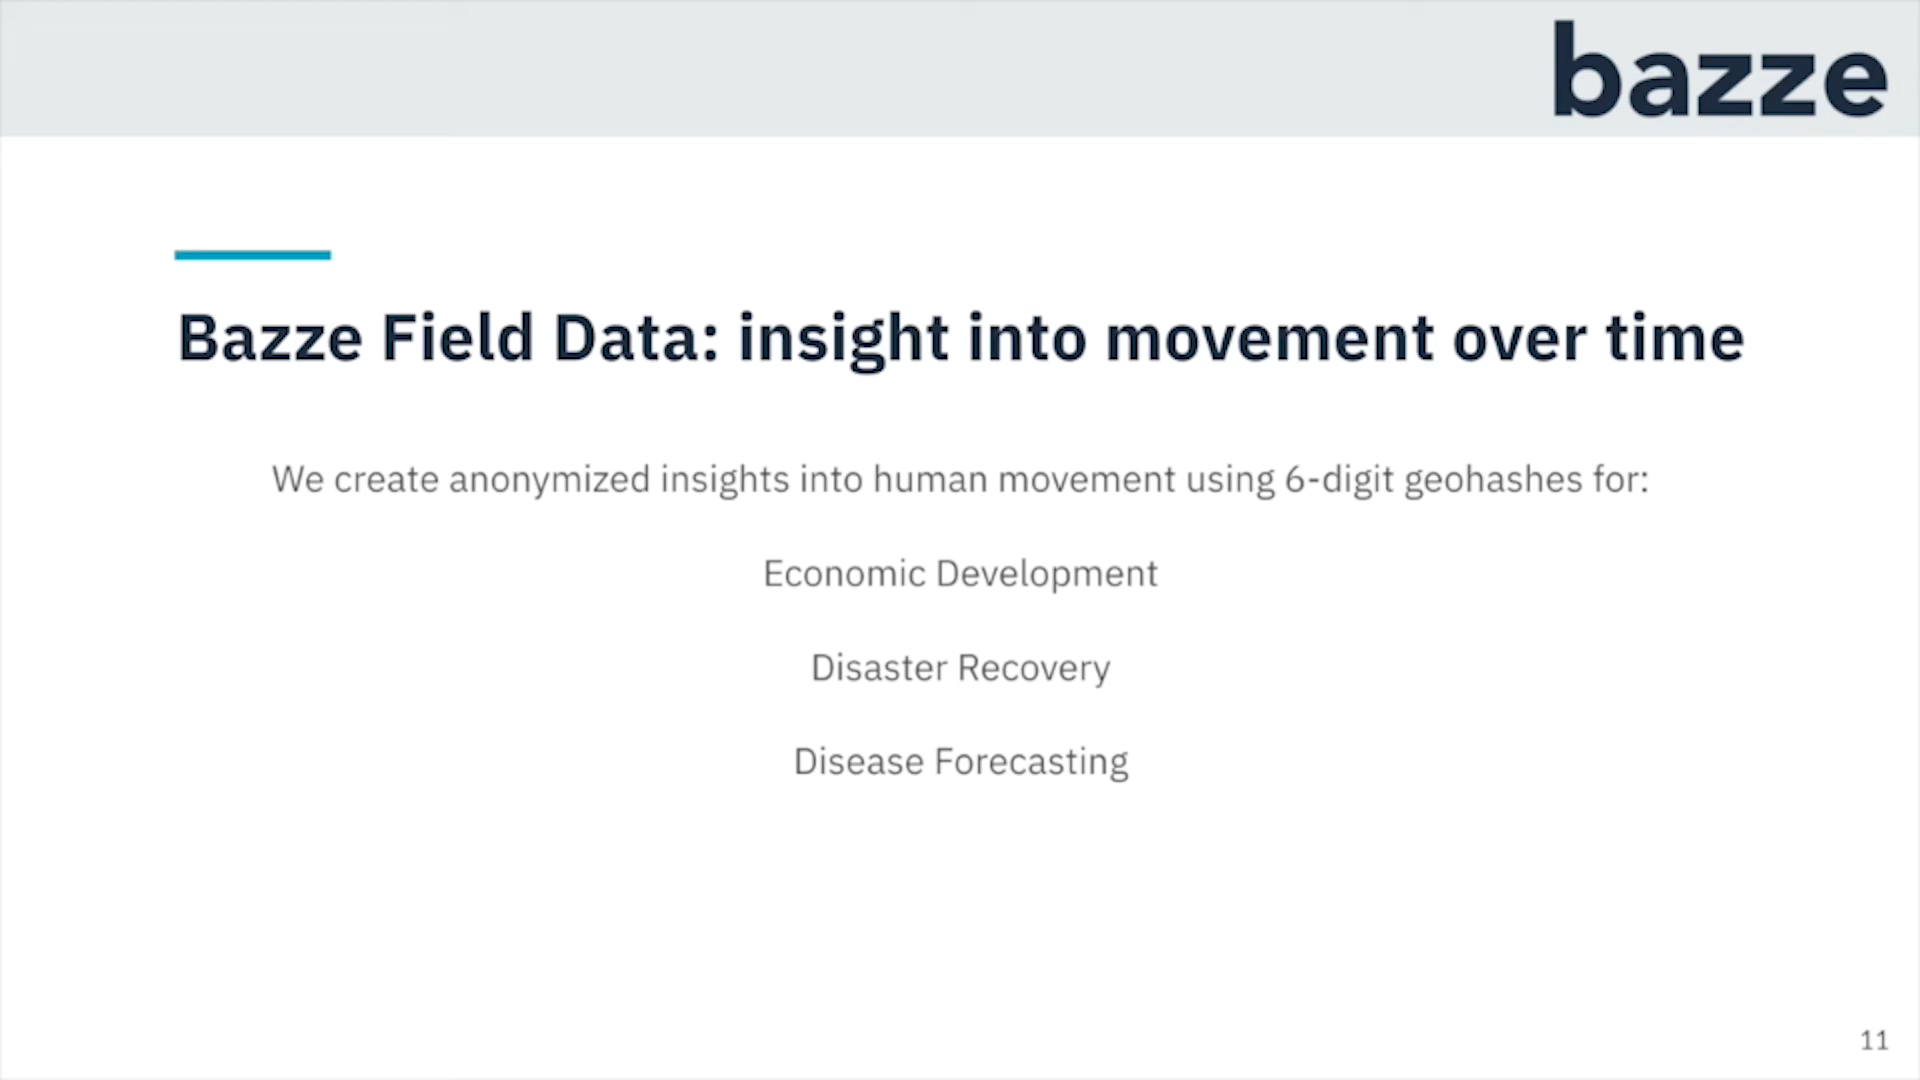 bazze
Bazze Field Data: insight into movement over time
We create anonymized insights into human movement using 6-digit geohashes for:
Economic Development
Disaster Recovery
Disease Forecasting
11